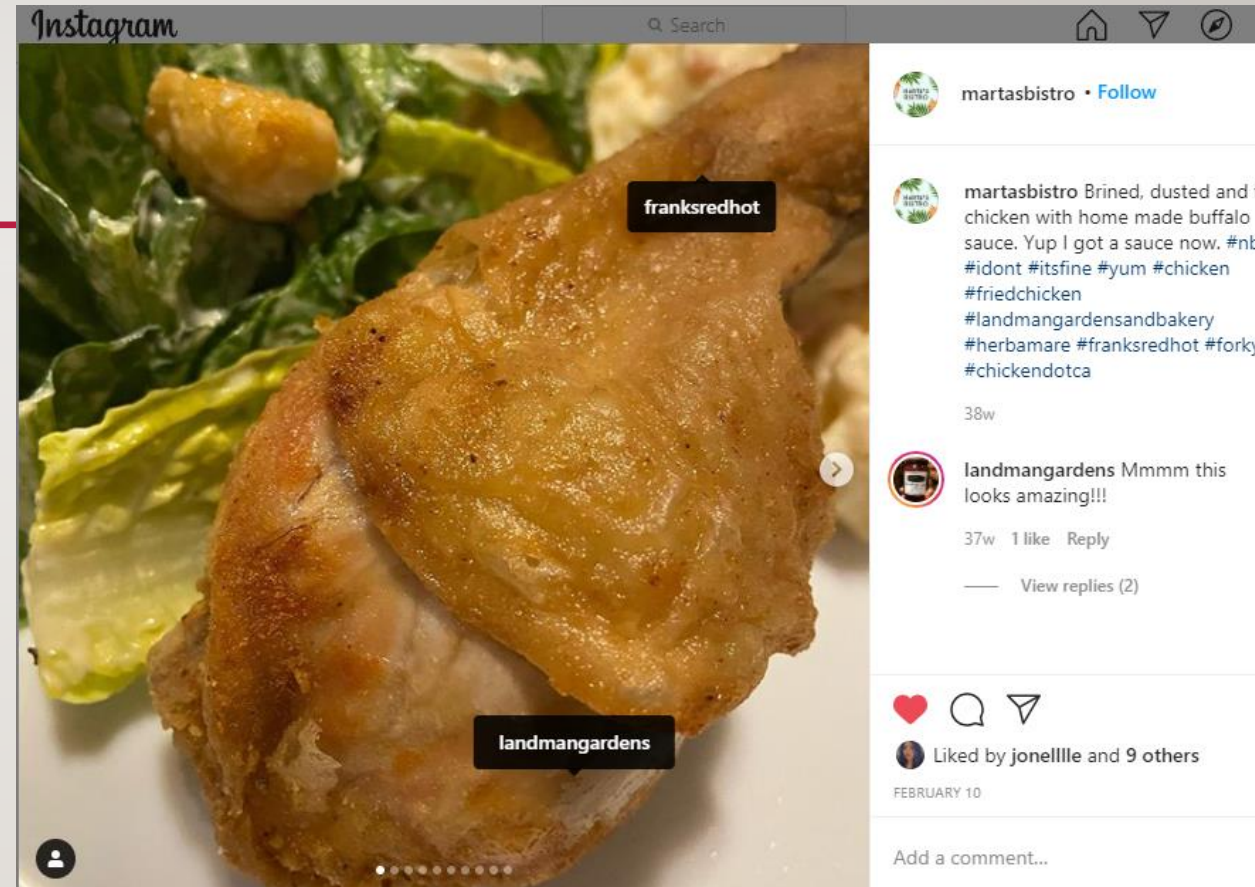 Instagram
Search
martasbistro • Follow
martasbistro Brined, dusted and
chicken with home made buffalo
sauce. Yup I got a sauce now.
#idont #itsfine #yum #chicken
#friedchicken
#landmangardensandbakery
#herbamare #franksredhot
#chickendotca
38w
landmangardens Mmmm this
looks amazing!!!
37w 1 like Reply
View replies (2)
Liked by jonelllle and 9 others
FEBRUARY 10
Add a comment...
franksredhot
landmangardens